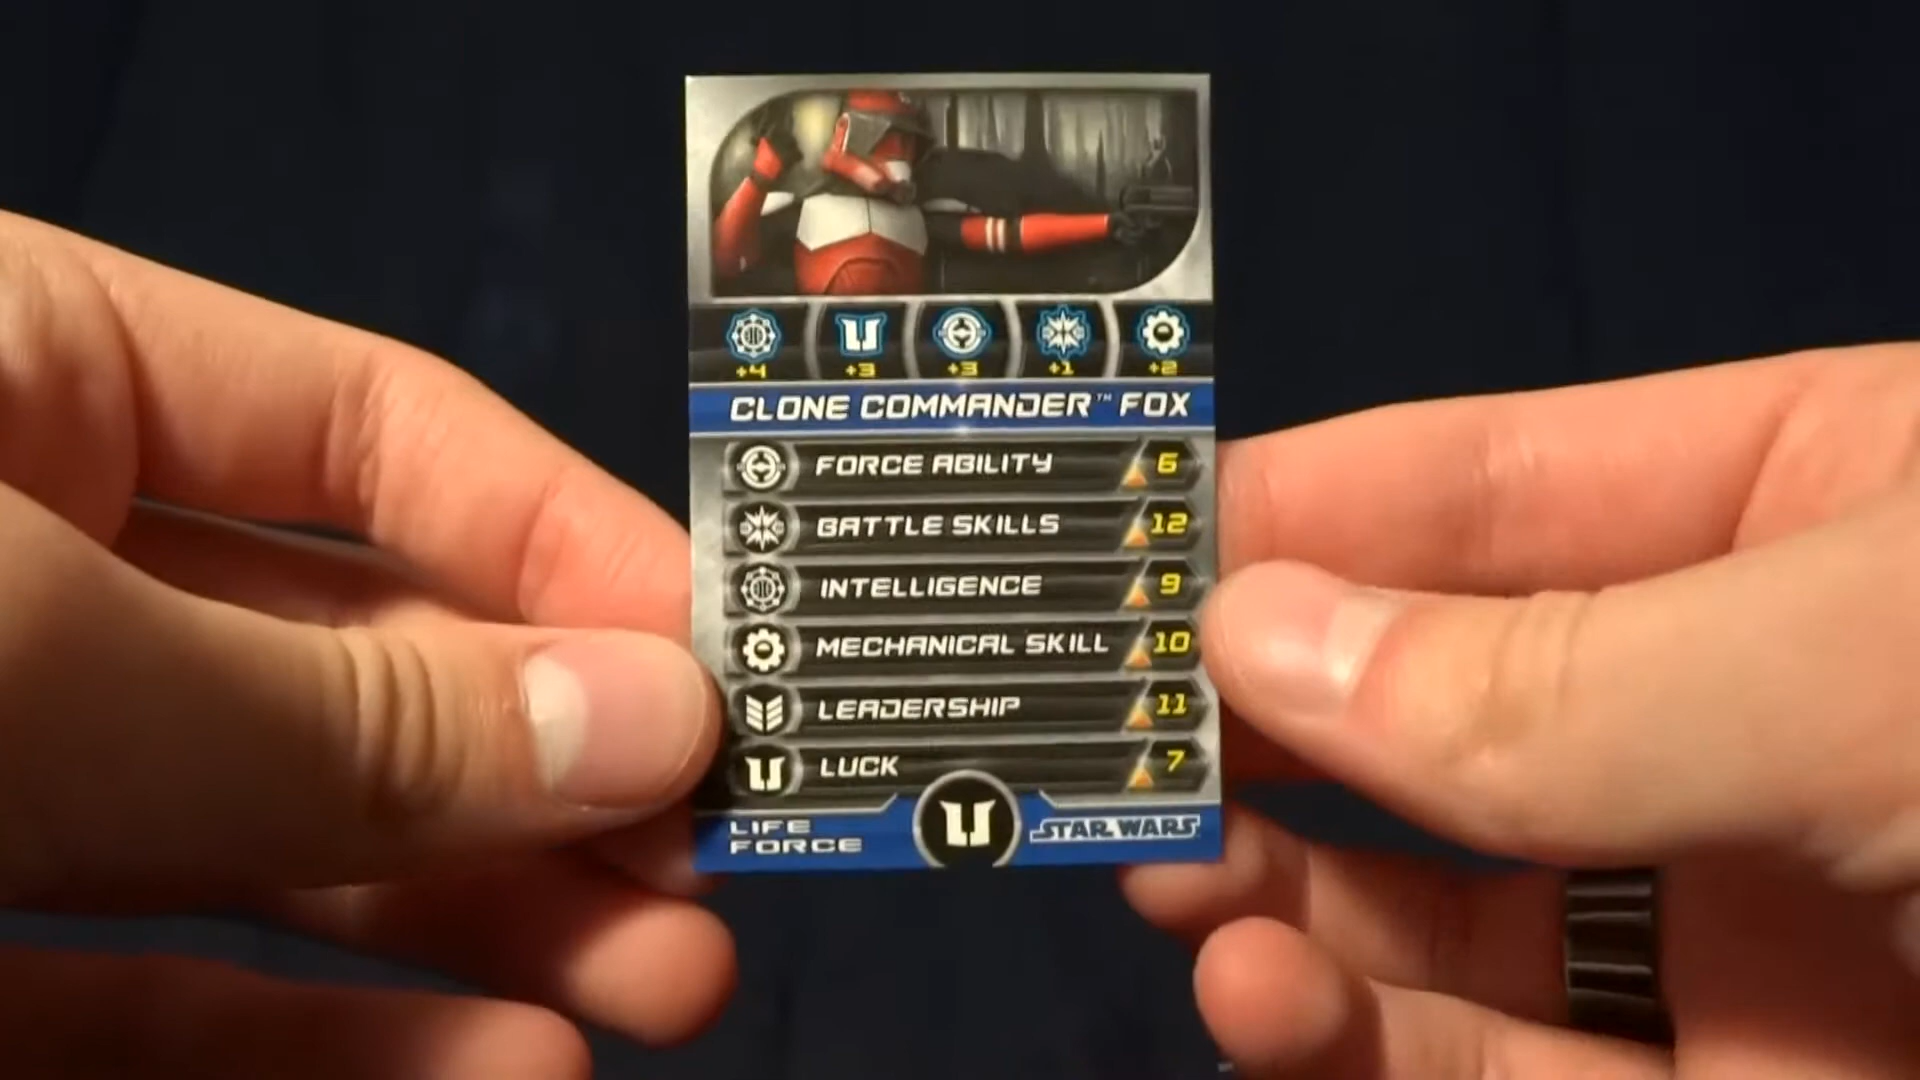 +4 +3 +3 +1 +2
CLONE COMMANDER™ FOX
FORCE ABILITY 6
BATTLE SKILLS 12
INTELLIGENCE 9
MECHANICAL SKILL 10
LEADERSHIP 11
LUCK 7
LIFE
FORCE
STAR WARS